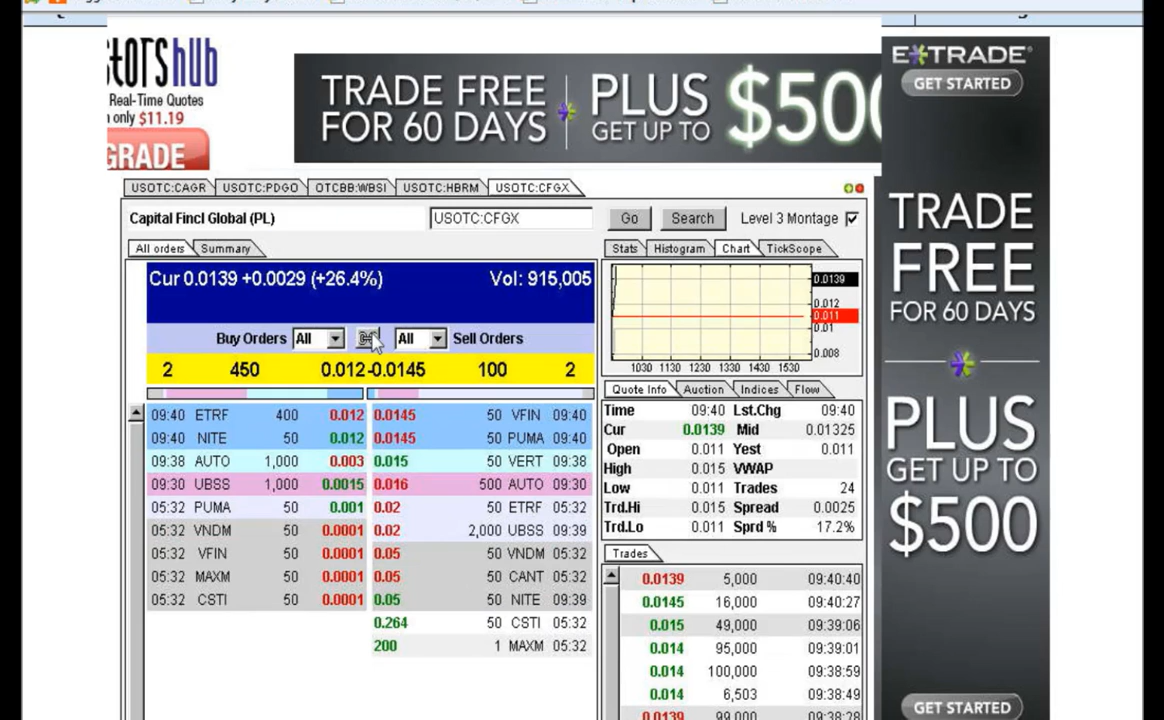 storshub
Real-Time Quotes
only $11.19
GRADE
TRADE FREE FOR 60 DAYS PLUS GET UP TO $500
E*TRADE
GET STARTED
TRADE
FREE
FOR 60 DAYS
PLUS
GET UP TO
$500
GET STARTED
USOTC:CAGR USOTC:PDGO OTCBB:WBSI USOTC:HBRM USOTC:CFGX
Capital Fincl Global (PL) USOTC:CFGX Go Search Level 3 Montage
All orders Summary
Cur 0.0139 +0.0029 (+26.4%) Vol: 915,005
Buy Orders All All Sell Orders
2 450 0.012-0.0145 100 2
09:40 ETRF 400 0.012 0.0145 50 VFIN 09:40
09:40 NITE 50 0.012 0.0145 50 PUMA 09:40
09:38 AUTO 1,000 0.003 0.015 50 VERT 09:38
09:30 UBSS 1,000 0.0015 0.016 500 AUTO 09:30
05:32 PUMA 50 0.001 0.02 50 ETRF 05:32
05:32 VNDM 50 0.0001 0.02 2,000 UBSS 09:39
05:32 VFIN 50 0.0001 0.05 50 VNDM 05:32
05:32 MAXM 50 0.0001 0.05 50 CANT 05:32
05:32 CSTI 50 0.0001 0.05 50 NITE 09:39
0.264 50 CSTI 05:32
200 1 MAXM 05:32
Stats Histogram Chart TickScope
0.0139
0.012
0.011
0.01
0.008
1030 1130 1230 1330 1430 1530
Quote Info Auction Indices Flow
Time 09:40 Lst.Chg 09:40
Cur 0.0139 Mid 0.01325
Open 0.011 Yest 0.011
High 0.015 VWAP
Low 0.011 Trades 24
Trd.Hi 0.015 Spread 0.0025
Trd.Lo 0.011 Sprd % 17.2%
Trades
0.0139 5,000 09:40:40
0.0145 16,000 09:40:27
0.015 49,000 09:39:06
0.014 95,000 09:39:01
0.014 100,000 09:38:59
0.014 6,503 09:38:49
0.0139 99,000 09:38:28